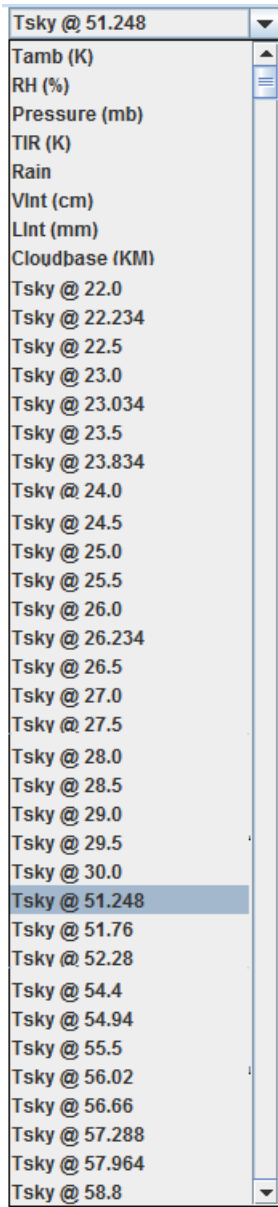 Tsky @ 51.248
Tamb (K)
RH (%)
Pressure (mb)
TIR (K)
Rain
VInt (cm)
LInt (mm)
Cloudbase (KM)
Tsky @ 22.0
Tsky @ 22.234
Tsky @ 22.5
Tsky @ 23.0
Tsky @ 23.034
Tsky @ 23.5
Tsky @ 23.834
Tsky @ 24.0
Tsky @ 24.5
Tsky @ 25.0
Tsky @ 25.5
Tsky @ 26.0
Tsky @ 26.234
Tsky @ 26.5
Tsky @ 27.0
Tsky @ 27.5
Tsky @ 28.0
Tsky @ 28.5
Tsky @ 29.0
Tsky @ 29.5
Tsky @ 30.0
Tsky @ 51.248
Tsky @ 51.76
Tsky @ 52.28
Tsky @ 54.4
Tsky @ 54.94
Tsky @ 55.5
Tsky @ 56.02
Tsky @ 56.66
Tsky @ 57.288
Tsky @ 57.964
Tsky @ 58.8